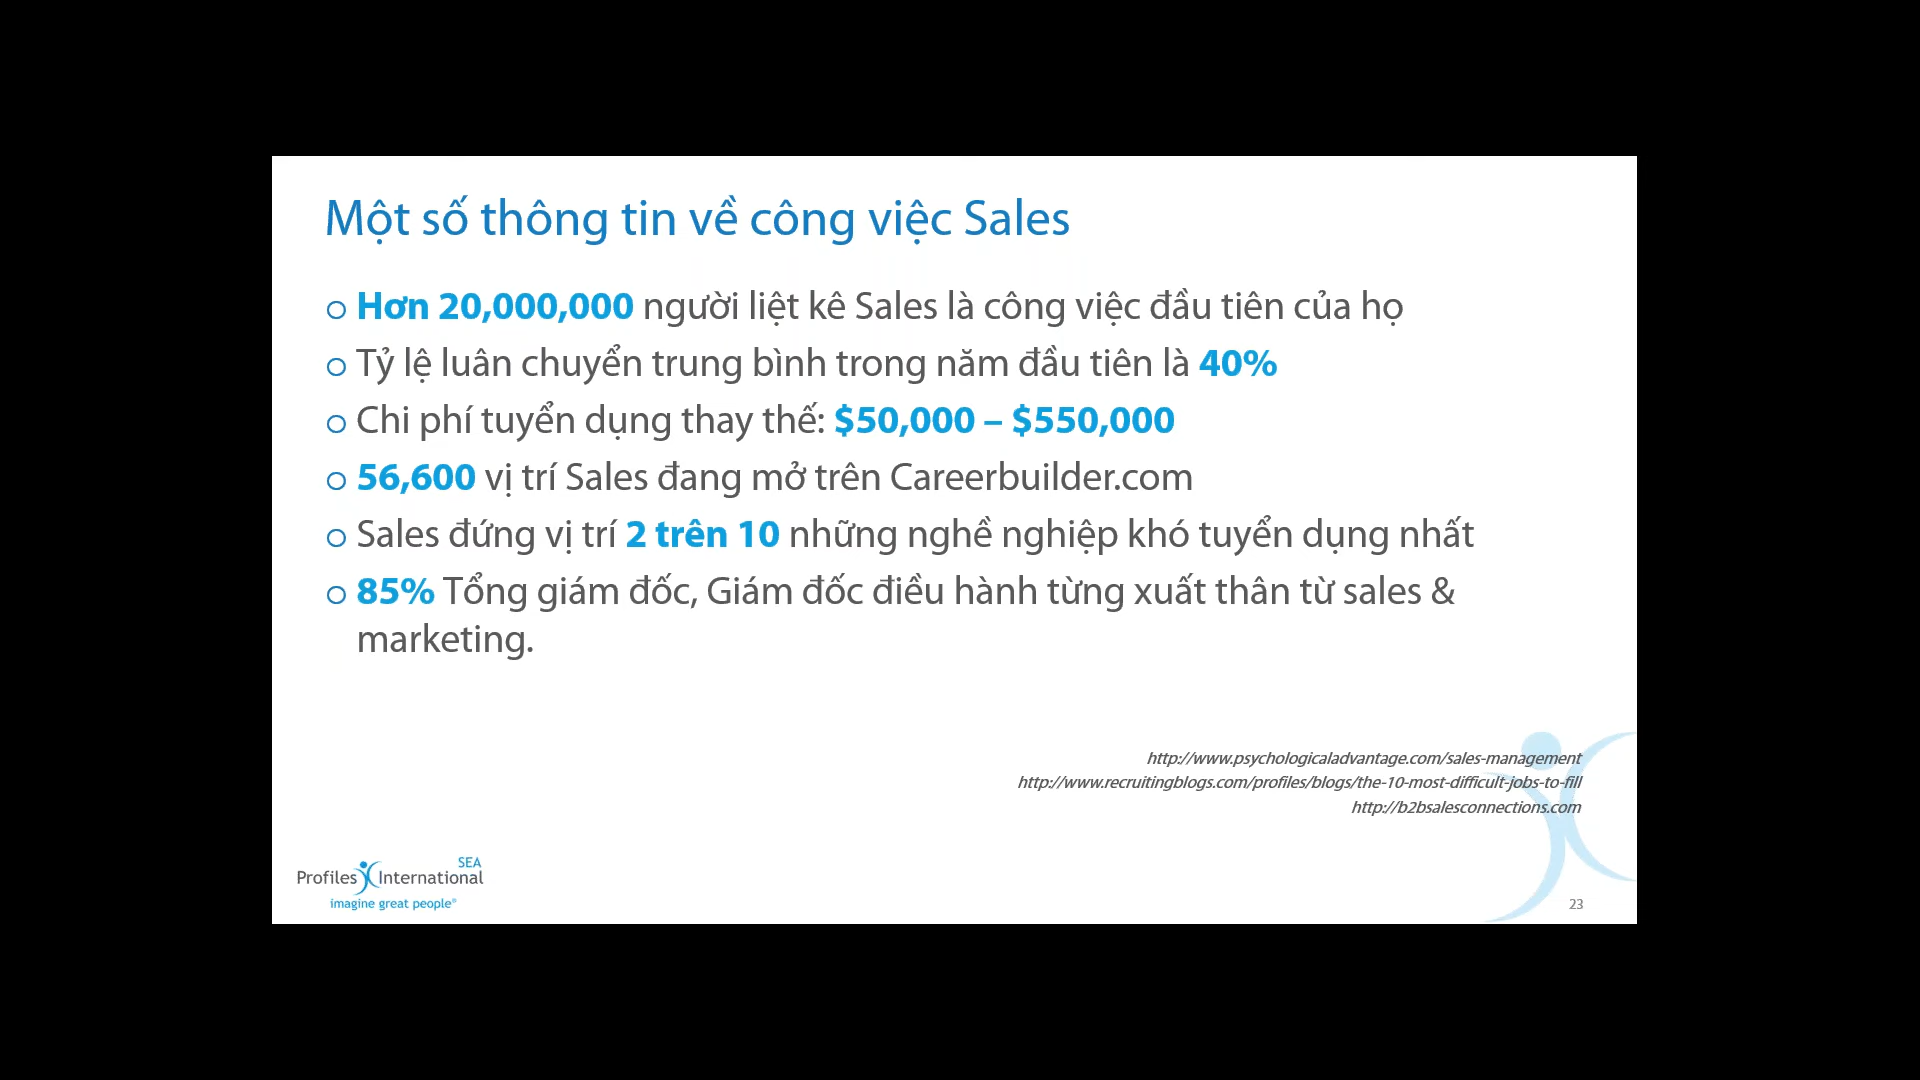 Một số thông tin về công việc Sales
Hơn 20,000,000 người liệt kê Sales là công việc đầu tiên của họ
Tỷ lệ luân chuyển trung bình trong năm đầu tiên là 40%
Chi phí tuyển dụng thay thế: $50,000 – $550,000
56,600 vị trí Sales đang mở trên Careerbuilder.com
Sales đứng vị trí 2 trên 10 những nghề nghiệp khó tuyển dụng nhất
85% Tổng giám đốc, Giám đốc điều hành từng xuất thân từ sales &
marketing.
http://www.psychologicaladvantage.com/sales-management
http://www.recruitingblogs.com/profiles/blogs/the-10-most-difficult-jobs-to-fill
http://b2bsalesconnections.com
SEA
Profiles International
imagine great people®
23